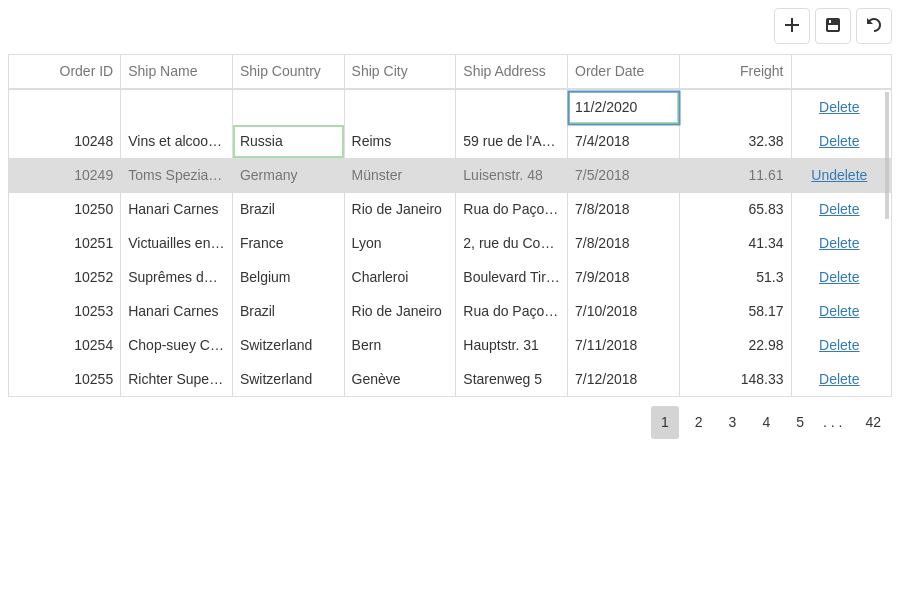 Order ID Ship Name Ship Country Ship City Ship Address Order Date Freight
11/2/2020 Delete
10248 Vins et alcoo... Russia Reims 59 rue de l'A... 7/4/2018 32.38 Delete
10249 Toms Spezia... Germany Münster Luisenstr. 48 7/5/2018 11.61 Undelete
10250 Hanari Carnes Brazil Rio de Janeiro Rua do Paço... 7/8/2018 65.83 Delete
10251 Victuailles en... France Lyon 2, rue du Co... 7/8/2018 41.34 Delete
10252 Suprêmes d... Belgium Charleroi Boulevard Tir... 7/9/2018 51.3 Delete
10253 Hanari Carnes Brazil Rio de Janeiro Rua do Paço... 7/10/2018 58.17 Delete
10254 Chop-suey C... Switzerland Bern Hauptstr. 31 7/11/2018 22.98 Delete
10255 Richter Supe... Switzerland Genève Starenweg 5 7/12/2018 148.33 Delete
1 2 3 4 5 . . . 42